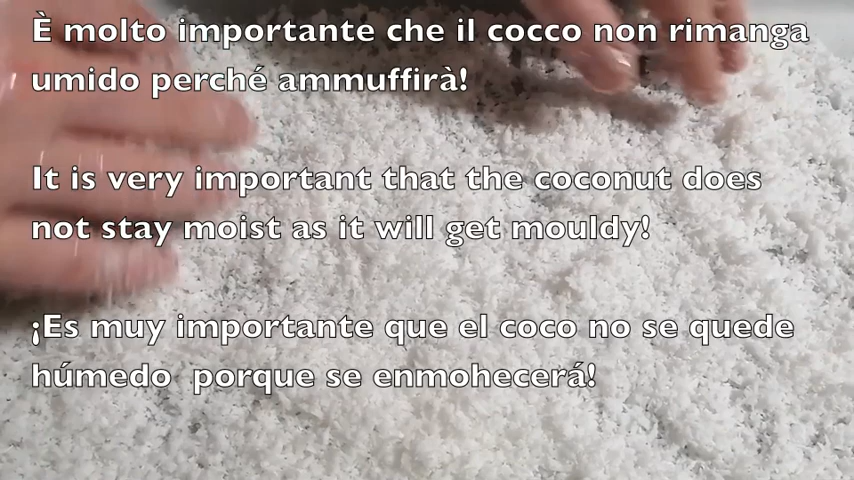 È molto importante che il cocco non rimanga
umido perché ammuffirà!
It is very important that the coconut does
not stay moist as it will get mouldy!
¡Es muy importante que el coco no se quede
húmedo  porque se enmohecerá!